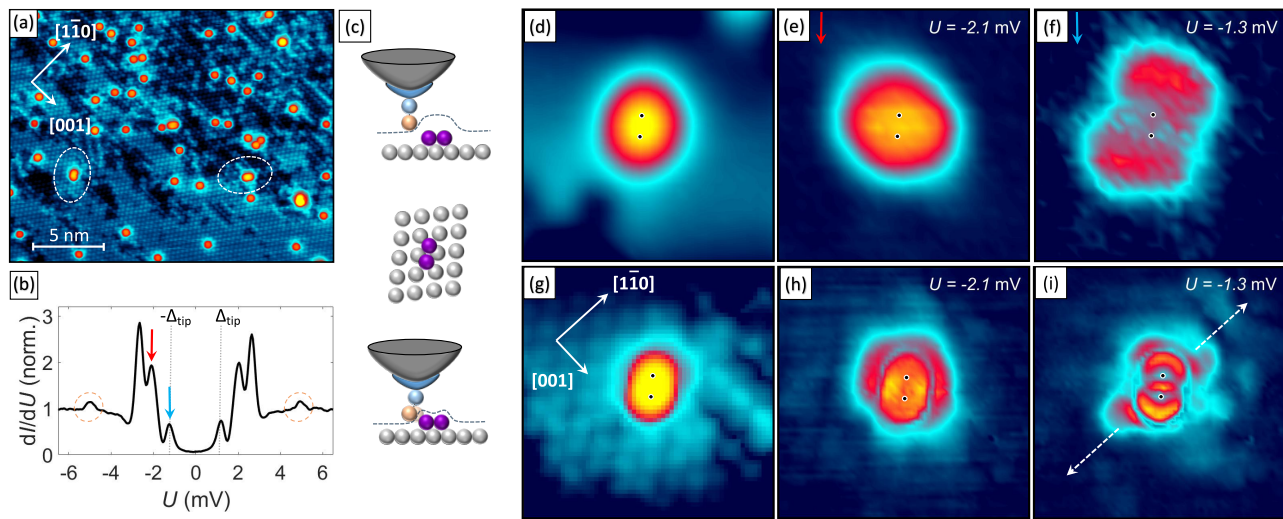 (a)
[11̅0]
[001]
5 nm
(b)
3
2
1
0
dI/dU (norm.)
-Δtip
Δtip
-6 -4 -2 0 2 4 6
U (mV)
(c)
(d)
(e)
U = -2.1 mV
(f)
U = -1.3 mV
(g)
[11̅0]
[001]
(h)
U = -2.1 mV
(i)
U = -1.3 mV